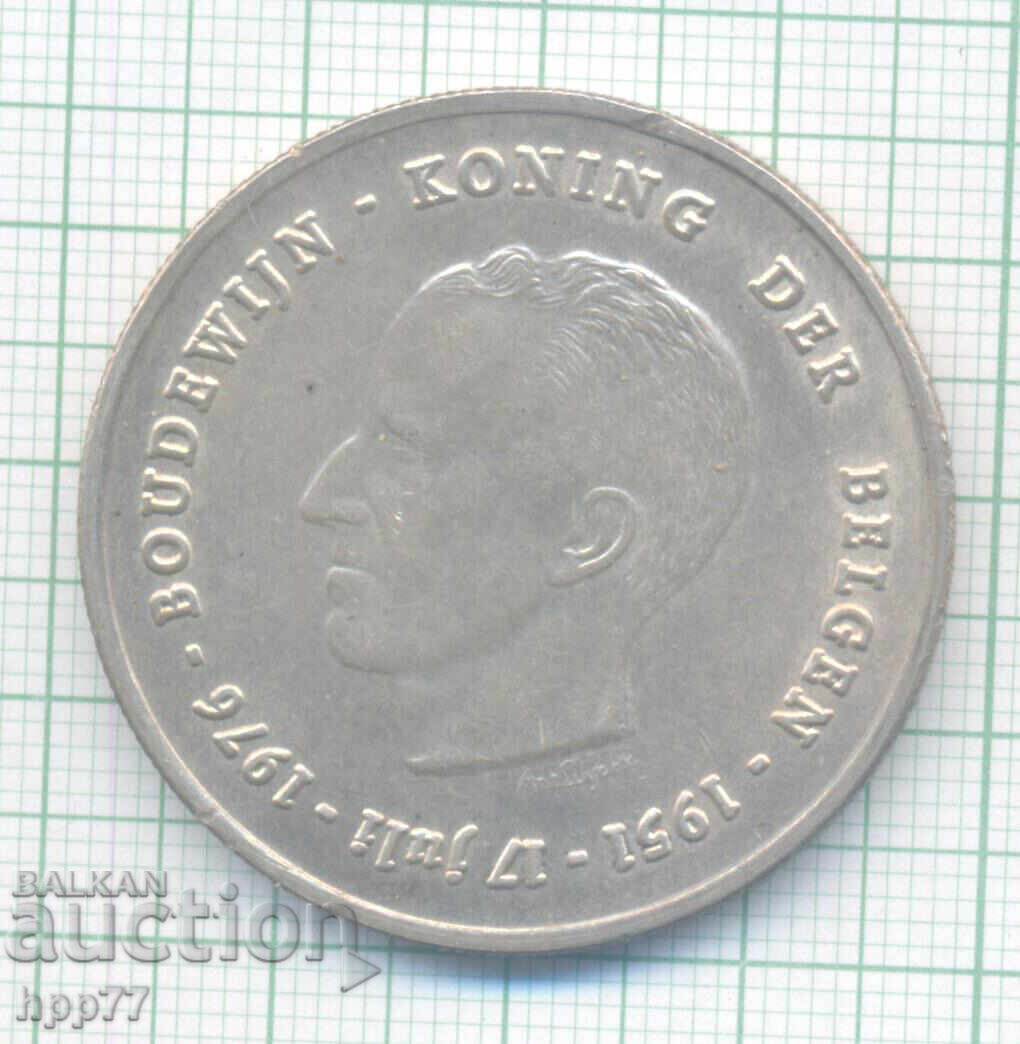 BOUDEWIJN - KONING DER BELGEN - 1951 - 17 juli - 1976 -
BALKAN
auction
hpp77